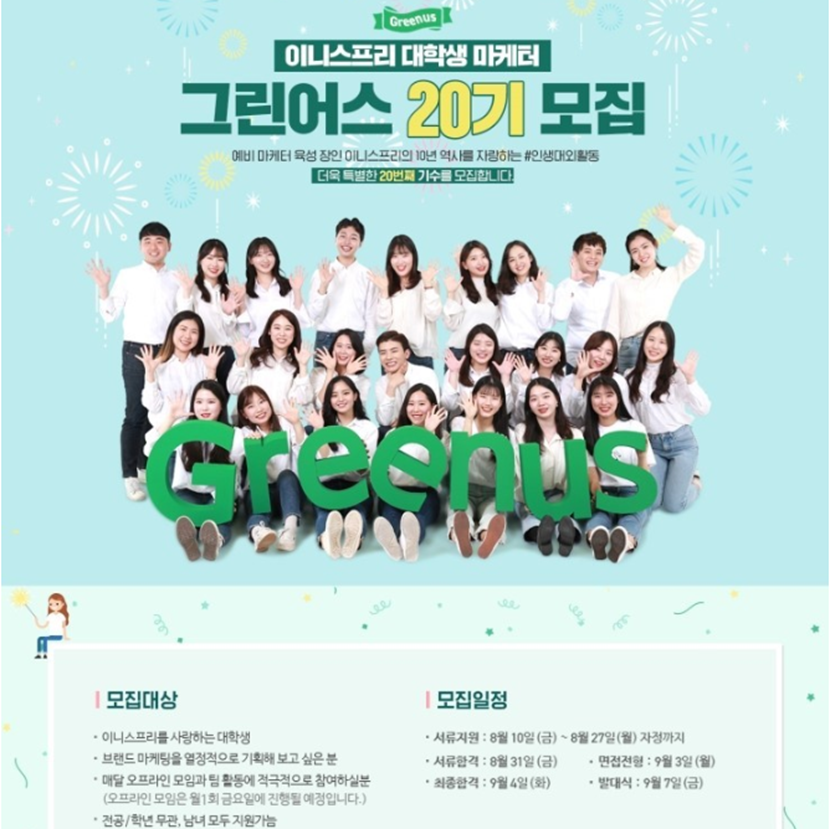 Greenus
이니스프리 대학생 마케터
그린어스 20기 모집
예비 마케터 육성 장인 이니스프리의 10년 역사를 자랑하는 #인생대외활동
더욱 특별한 20번째 기수를 모집합니다.
Greenus
모집대상
• 이니스프리를 사랑하는 대학생
• 브랜드 마케팅을 열정적으로 기획해 보고 싶은 분
• 매달 오프라인 모임과 팀 활동에 적극적으로 참여하실분
(오프라인 모임은 월1회 금요일에 진행될 예정입니다.)
• 전공/학년 무관, 남녀 모두 지원가능
모집일정
• 서류지원 : 8월 10일(금) ~ 8월 27일(월) 자정까지
• 서류합격 : 8월 31일(금) • 면접전형 : 9월 3일(월)
• 최종합격 : 9월 4일(화) • 발대식 : 9월 7일(금)